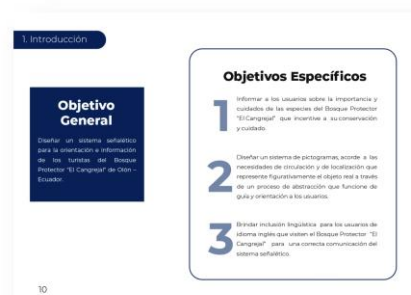 1. Introducción
Objetivo
General
Diseñar un sistema señalético
para la orientación e información
de los turistas del Bosque
Protector "El Cangrejal" de Olón –
Ecuador.
Objetivos Específicos
1
Informar a los usuarios sobre la importancia y
cuidados de las especies del Bosque Protector
"El Cangrejal" que incentive a su conservación
y cuidado.
2
Diseñar un sistema de pictogramas, acorde a las
necesidades de circulación y de localización que
represente figurativamente el objeto real a través
de un proceso de abstracción que funcione de
guía y orientación a los usuarios.
3
Brindar inclusión lingüística para los usuarios de
idioma inglés que visiten el Bosque Protector "El
Cangrejal" para una correcta comunicación del
sistema señalético.
10